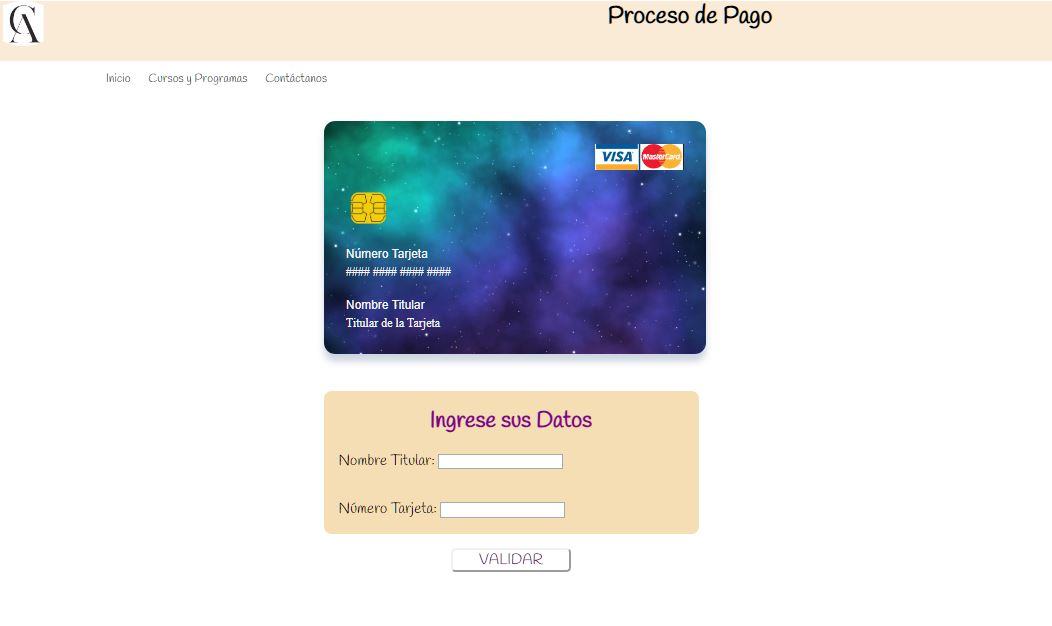 CA
Proceso de Pago
Inicio Cursos y Programas Contáctanos
VISA MasterCard
Número Tarjeta
#### #### #### ####
Nombre Titular
Titular de la Tarjeta
Ingrese sus Datos
Nombre Titular:
Número Tarjeta:
VALIDAR